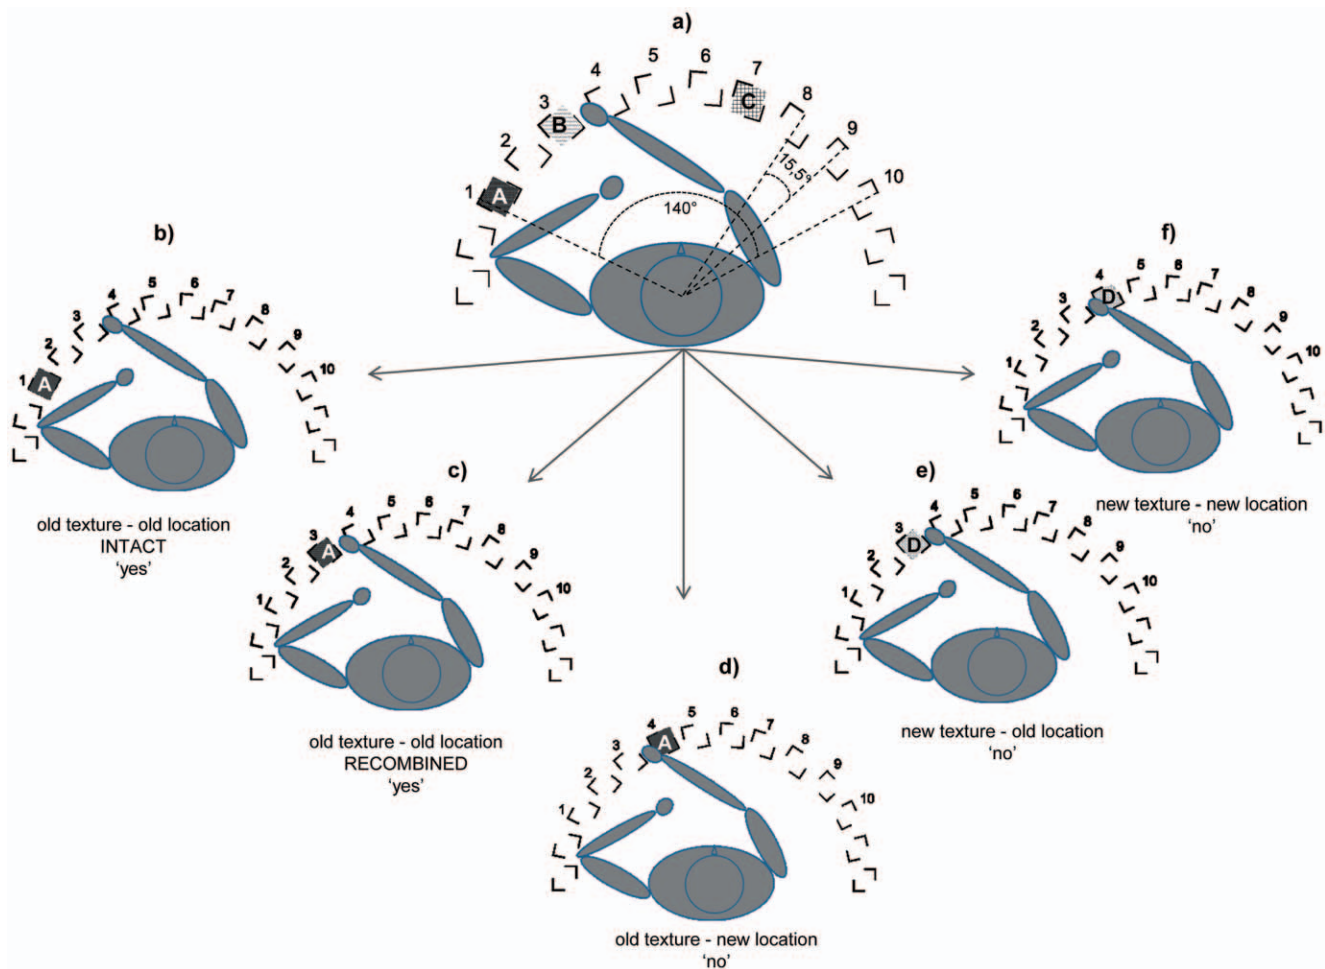 a)
1
2
3
4
5
6
7
8
9
10
A
B
C
15,5°
140°
b)
1
2
3
4
5
6
7
8
9
10
A
old texture - old location
INTACT
'yes'
c)
1
2
3
4
5
6
7
8
9
10
A
old texture - old location
RECOMBINED
'yes'
d)
1
2
3
4
5
6
7
8
9
10
A
old texture - new location
'no'
e)
1
2
3
4
5
6
7
8
9
10
D
new texture - old location
'no'
f)
1
2
3
4
5
6
7
8
9
10
D
new texture - new location
'no'